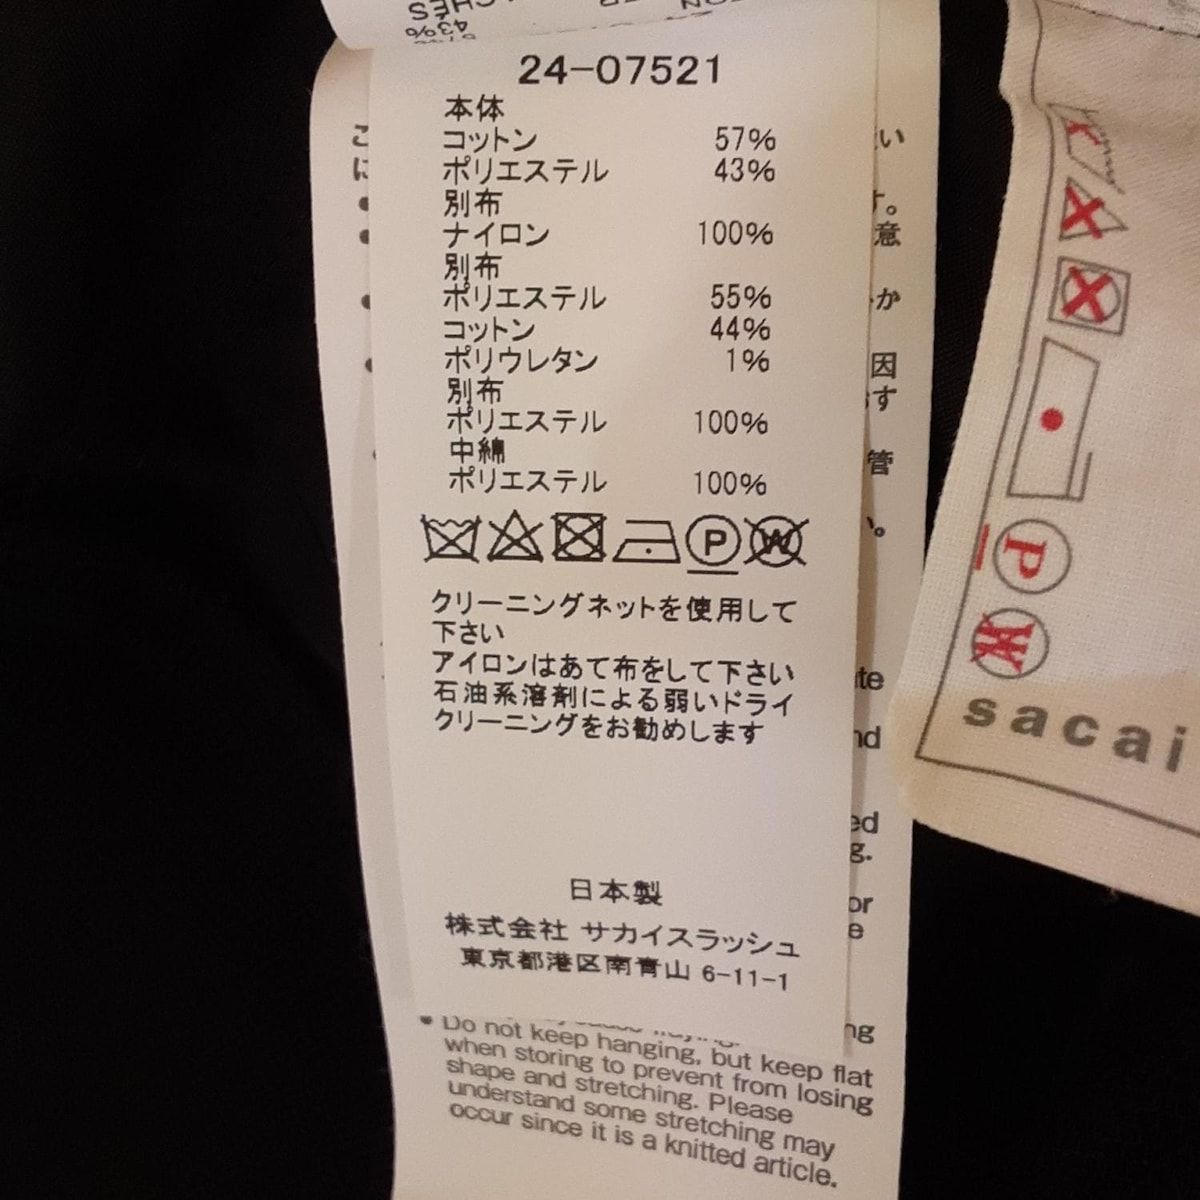 43%
24-07521
本体
コットン 57%
ポリエステル 43%
別布
ナイロン 100%
別布
ポリエステル 55%
コットン 44%
ポリウレタン 1%
別布
ポリエステル 100%
中綿
ポリエステル 100%
P W
クリーニングネットを使用して
下さい
アイロンはあて布をして下さい
石油系溶剤による弱いドライ
クリーニングをお勧めします
日本製
株式会社 サカイスラッシュ
東京都港区南青山 6-11-1
● Do not keep hanging, but keep flat
when storing to prevent from losing
shape and stretching. Please
understand some stretching may
occur since it is a knitted article.
P
W
sacai